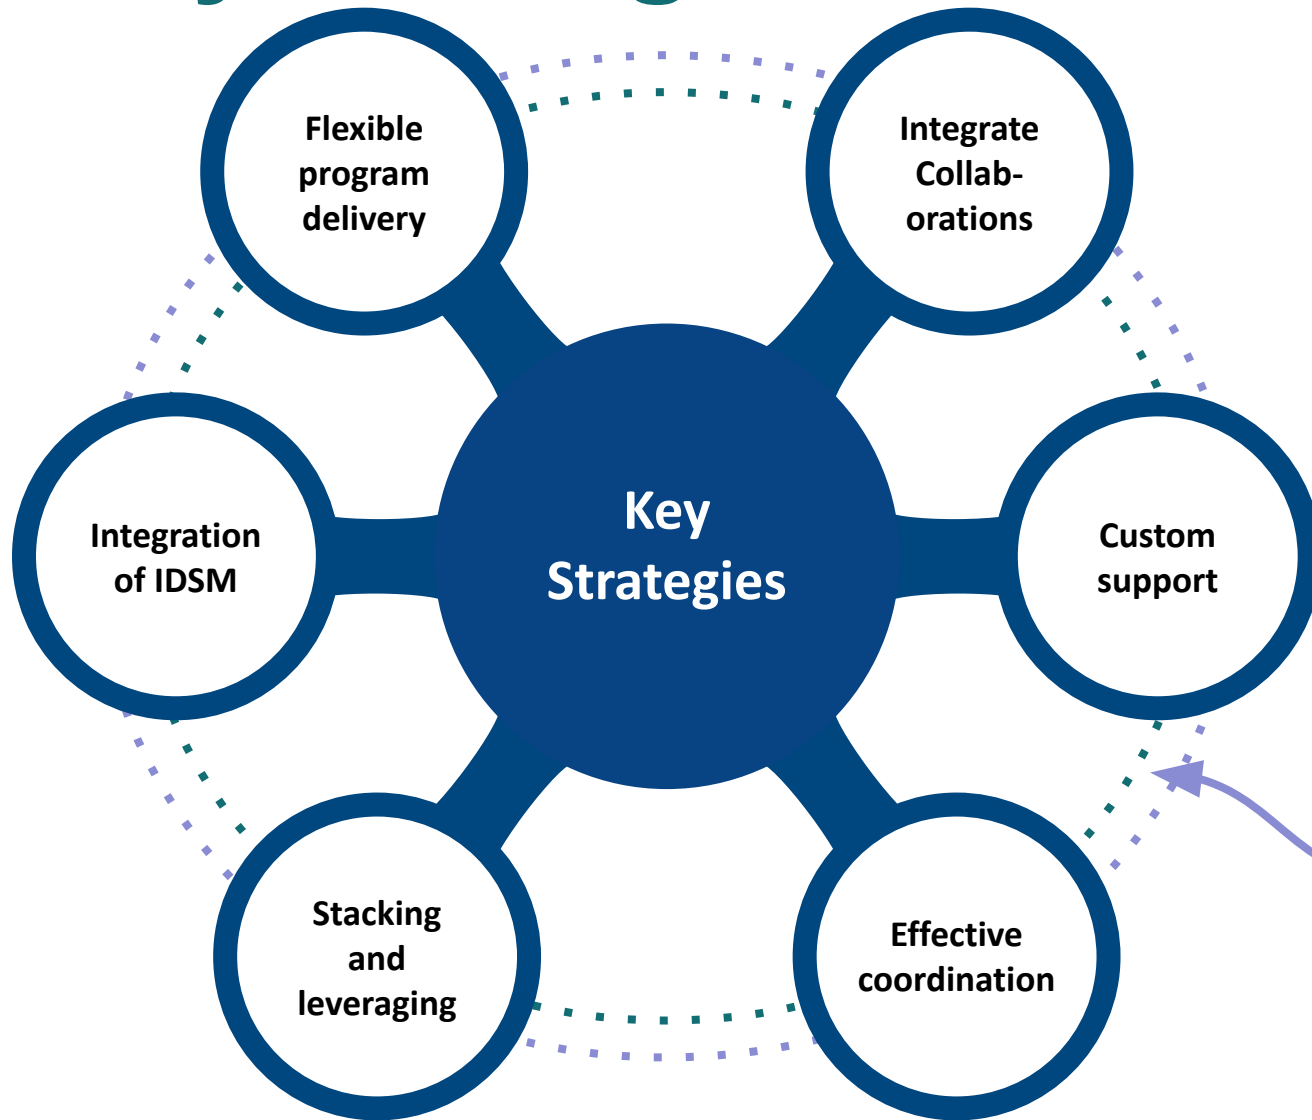 Flexible
program
delivery
Integrate
Collab-
orations
Integration
of IDSM
Key
Strategies
Custom
support
Stacking
and
leveraging
Effective
coordination